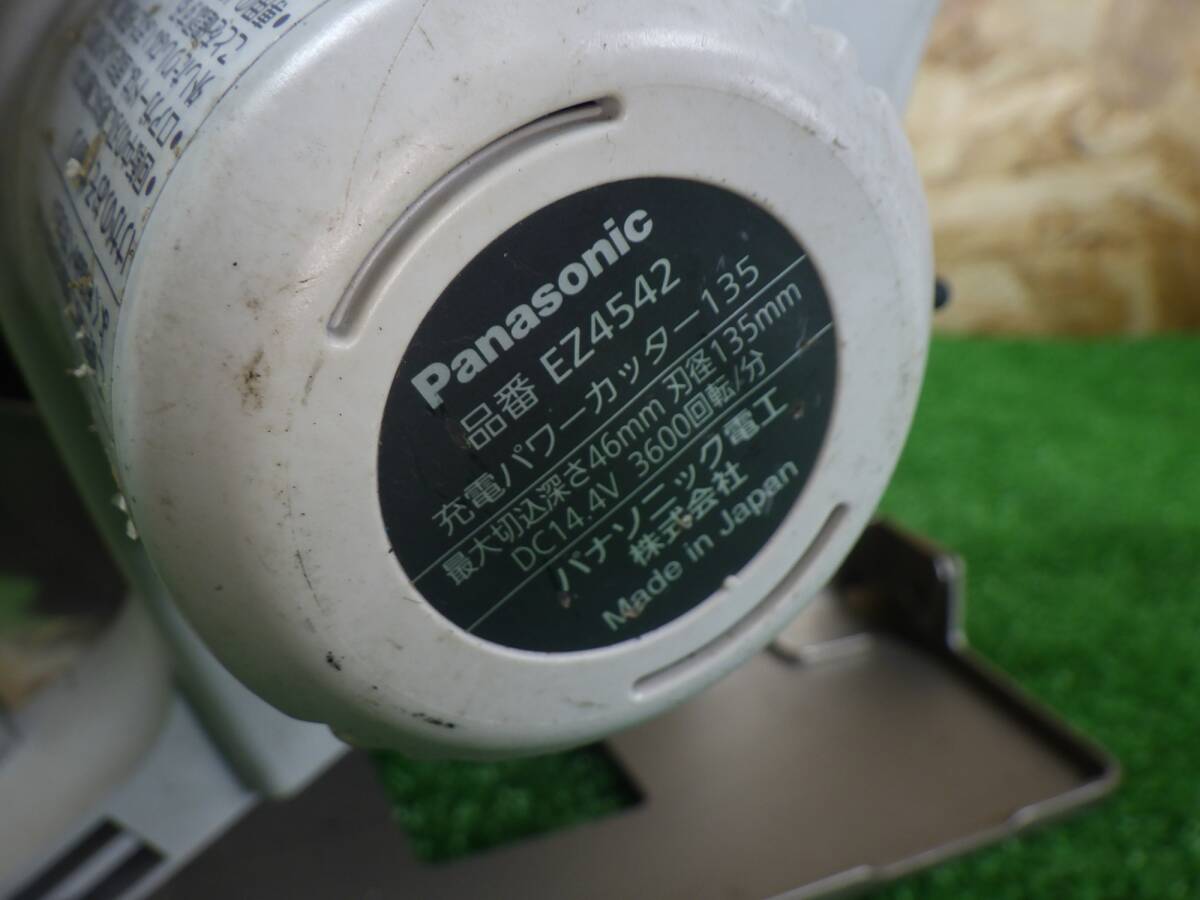 Panasonic
品番 EZ4542
充電パワーカッター135
最大切込深さ46mm 刃径135mm
DC14.4V 3600回転/分
パナソニック電工
株式会社
Made in Japan